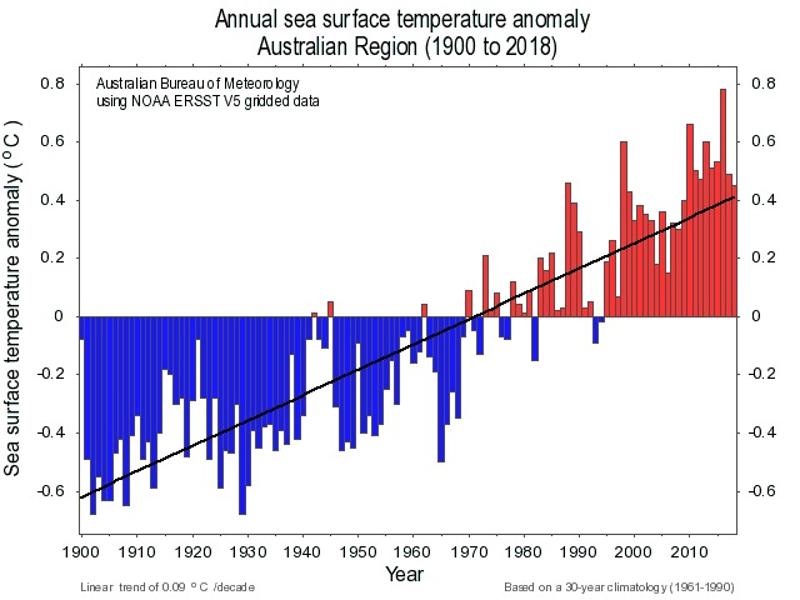 Annual sea surface temperature anomaly
Australian Region (1900 to 2018)
Australian Bureau of Meteorology
using NOAA ERSST V5 gridded data
Sea surface temperature anomaly (°C)
0.8
0.6
0.4
0.2
0
-0.2
-0.4
-0.6
0.8
0.6
0.4
0.2
0
-0.2
-0.4
-0.6
1900 1910 1920 1930 1940 1950 1960 1970 1980 1990 2000 2010
Year
Linear trend of 0.09 °C /decade
Based on a 30-year climatology (1961-1990)